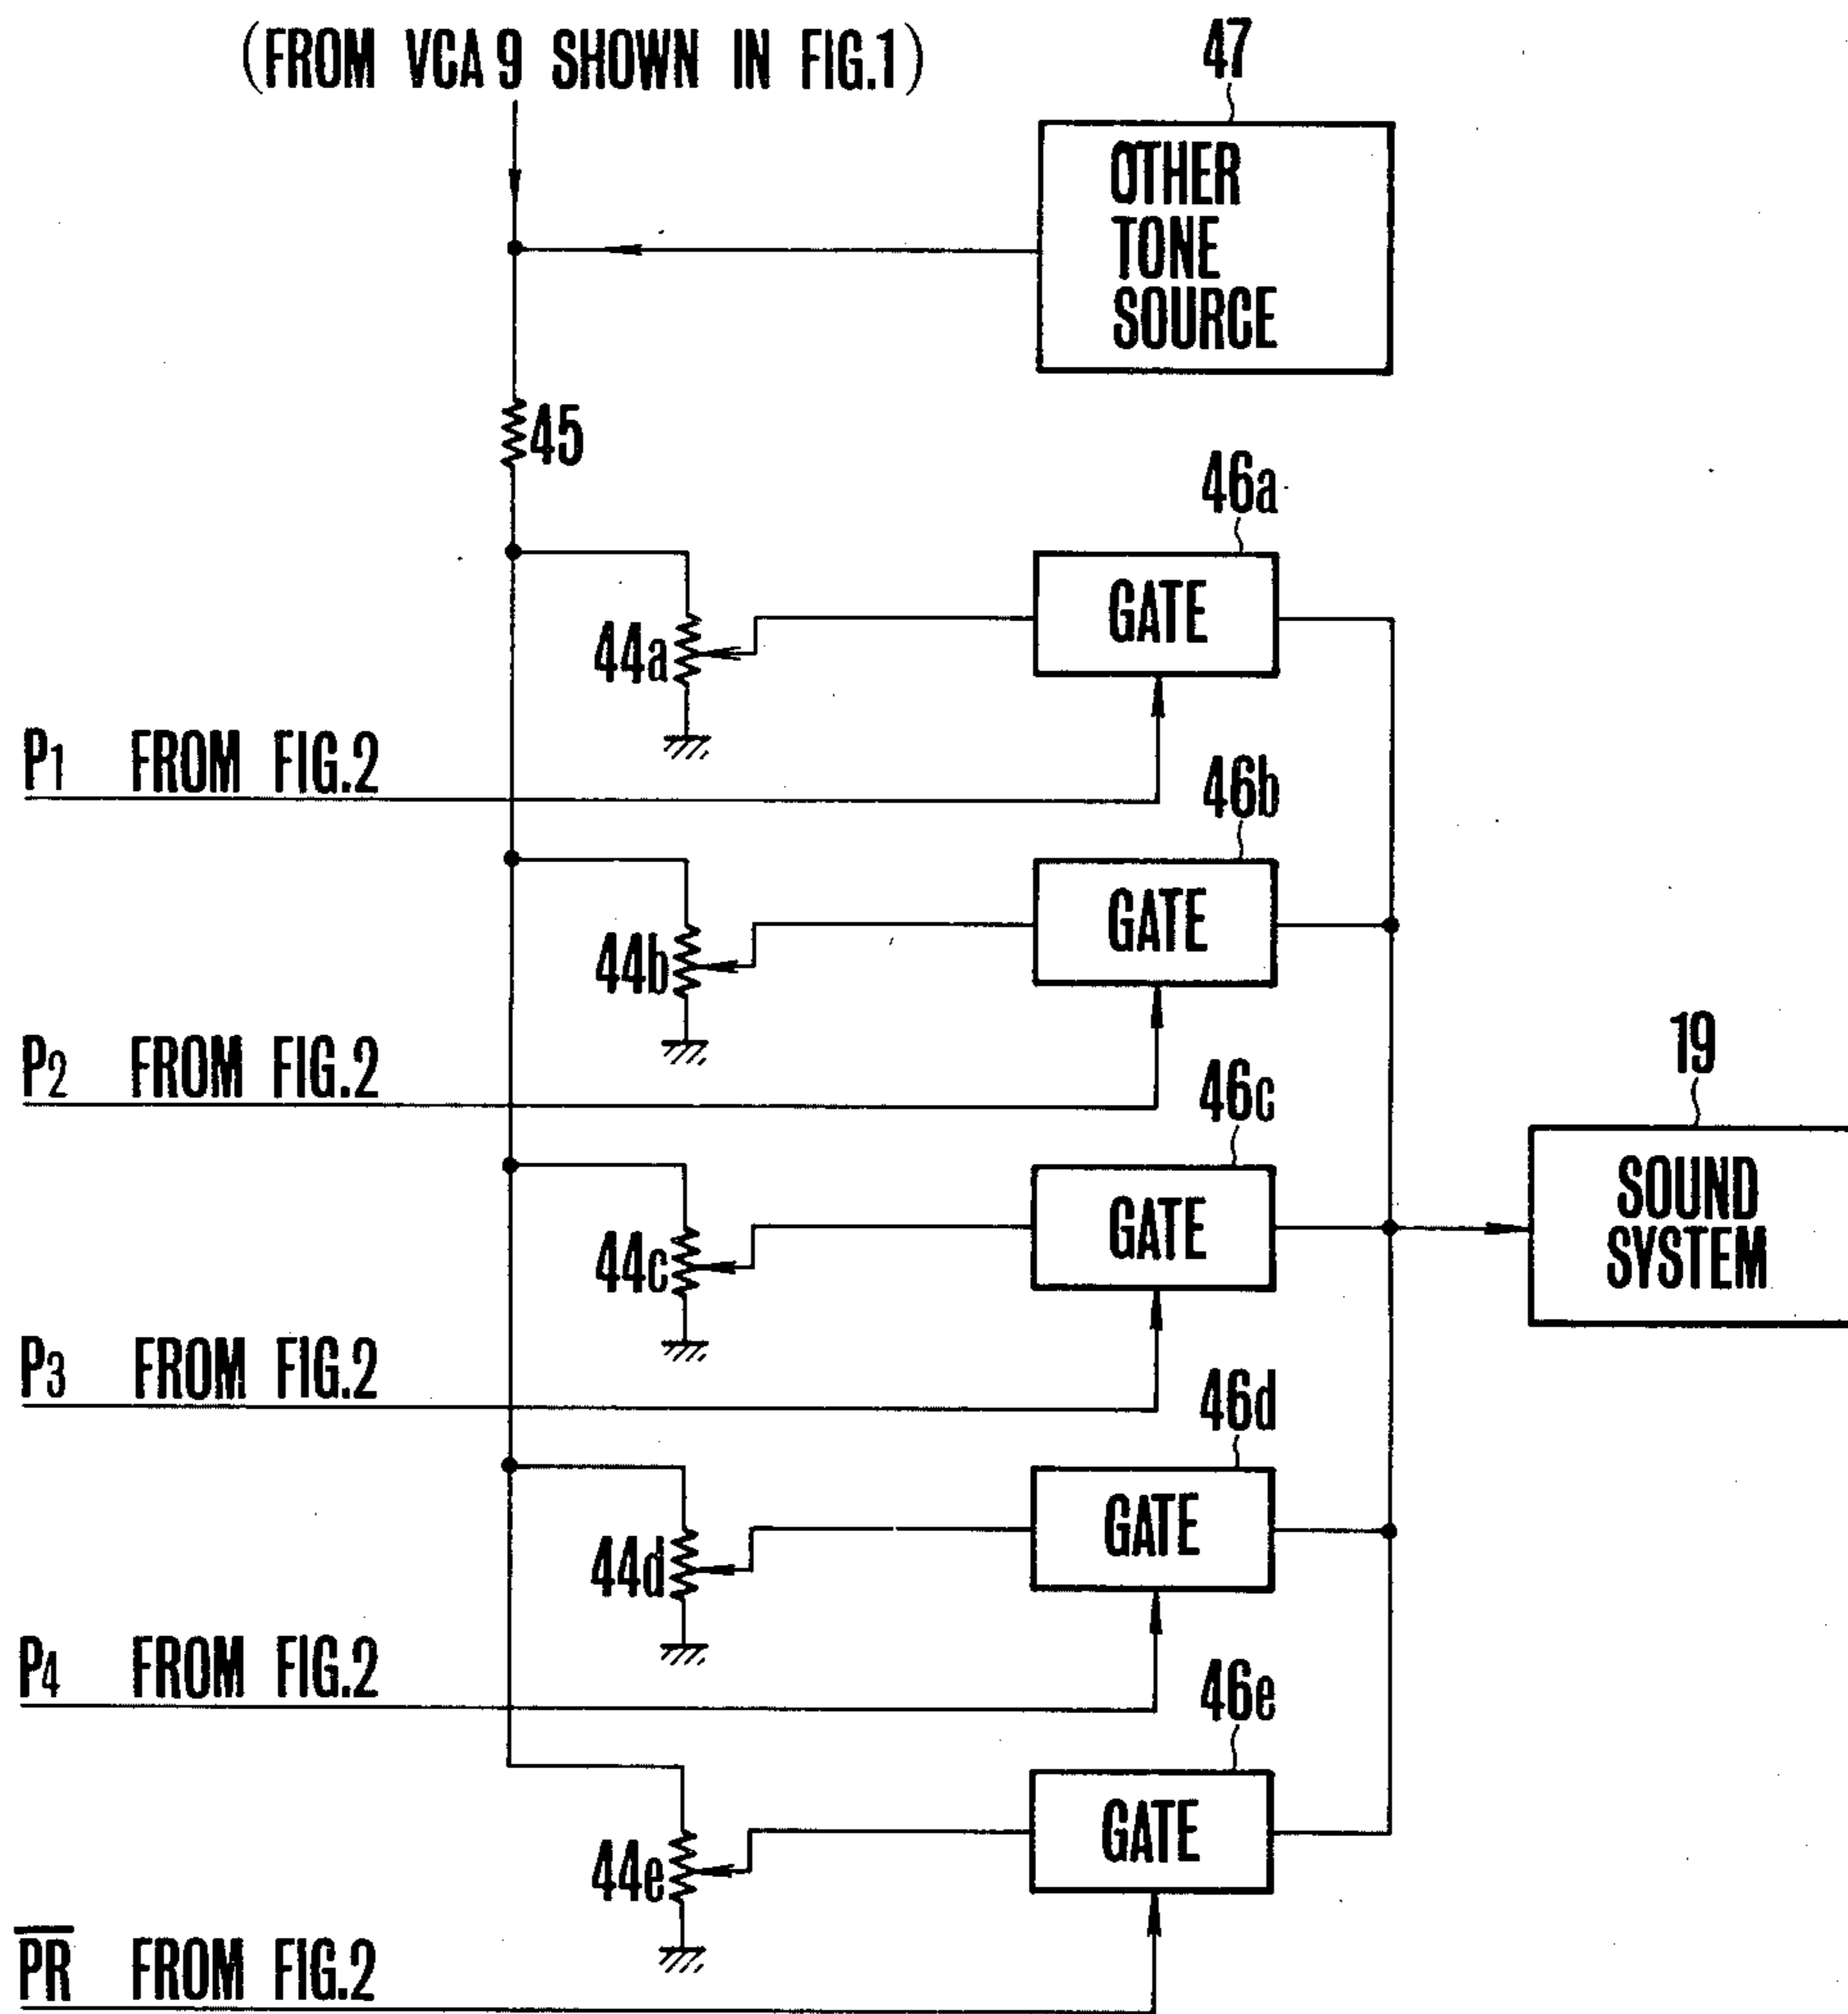 (FROM VCA 9 SHOWN IN FIG.1)
47
OTHER
TONE
SOURCE
45
46a
GATE
44a
P1 FROM FIG.2
46b
GATE
44b
P2 FROM FIG.2
46c
19
GATE
SOUND
SYSTEM
44c
P3 FROM FIG.2
46d
GATE
44d
P4 FROM FIG.2
46e
GATE
44e
P̅R̅ FROM FIG.2